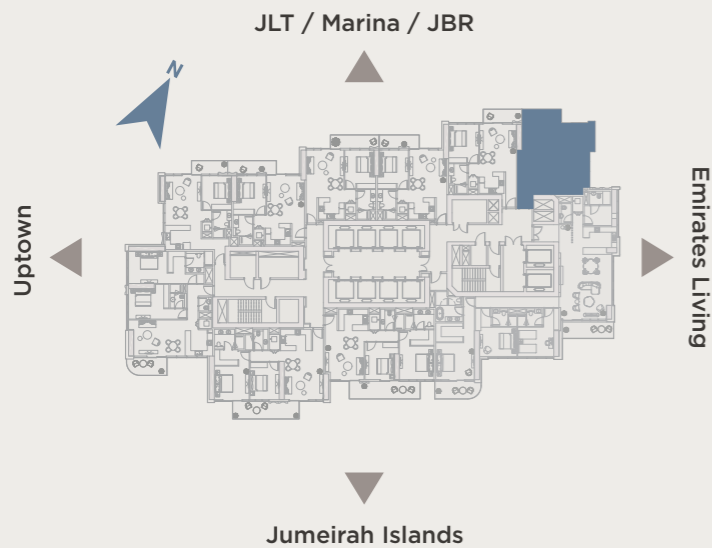 JLT / Marina / JBR
N
Uptown
Emirates Living
Jumeirah Islands